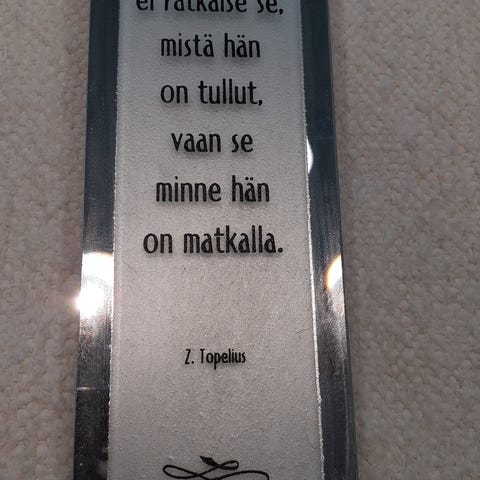 ei ratkaise se,
mistä hän
on tullut,
vaan se
minne hän
on matkalla.
Z. Topelius